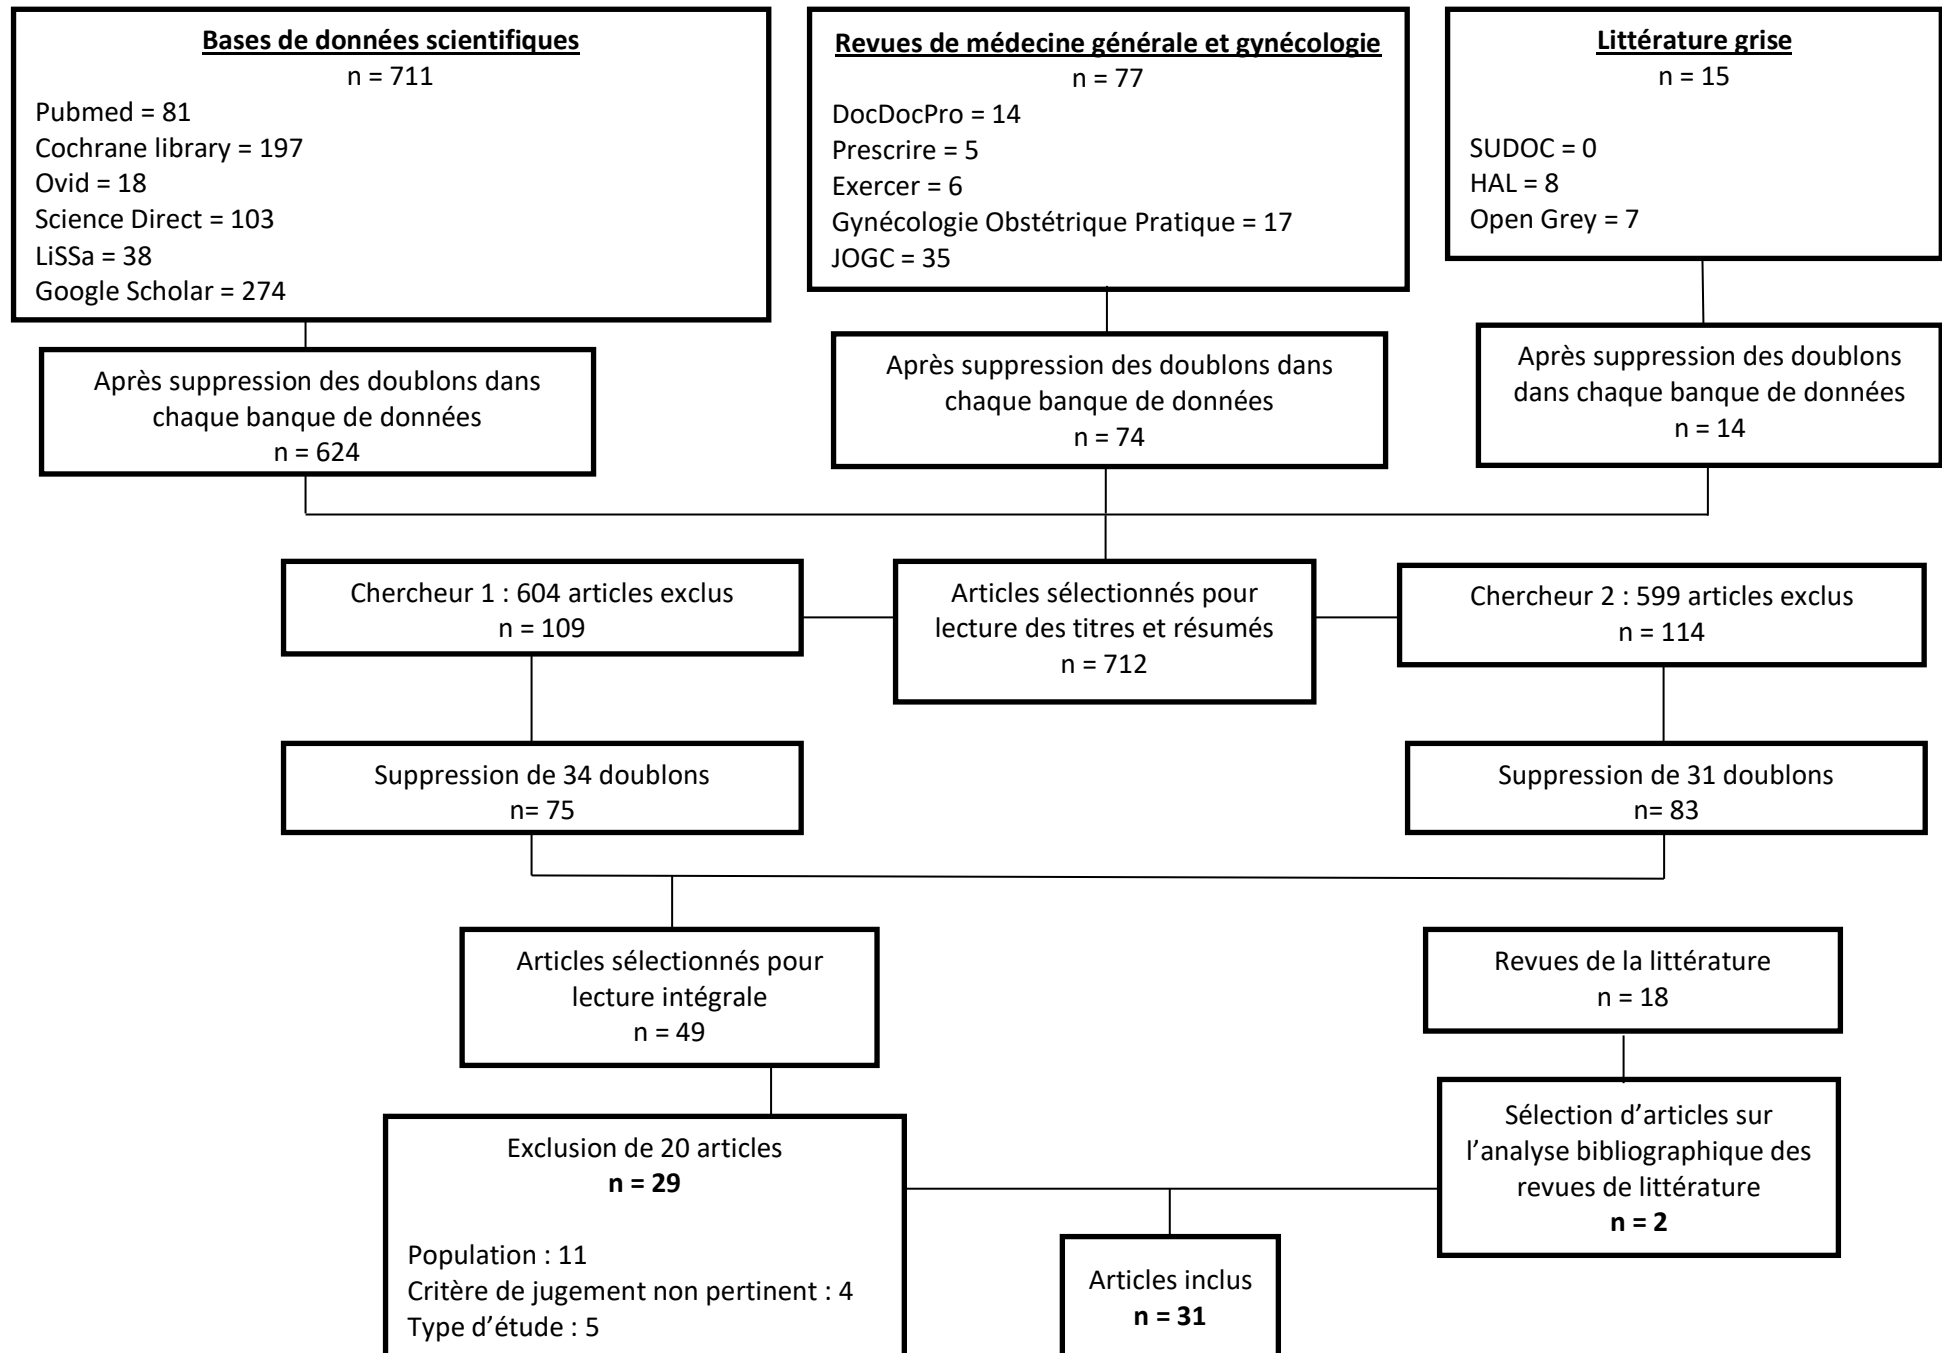 Bases de données scientifiques
n = 711
Pubmed = 81
Cochrane library = 197
Ovid = 18
Science Direct = 103
LiSSa = 38
Google Scholar = 274
Revues de médecine générale et gynécologie
n = 77
DocDocPro = 14
Prescrire = 5
Exercer = 6
Gynécologie Obstétrique Pratique = 17
JOGC = 35
Littérature grise
n = 15
SUDOC = 0
HAL = 8
Open Grey = 7
Après suppression des doublons dans
chaque banque de données
n = 624
Après suppression des doublons dans
chaque banque de données
n = 74
Après suppression des doublons
dans chaque banque de données
n = 14
Chercheur 1 : 604 articles exclus
n = 109
Articles sélectionnés pour
lecture des titres et résumés
n = 712
Chercheur 2 : 599 articles exclus
n = 114
Suppression de 34 doublons
n= 75
Suppression de 31 doublons
n= 83
Articles sélectionnés pour
lecture intégrale
n = 49
Revues de la littérature
n = 18
Exclusion de 20 articles
n = 29
Population : 11
Critère de jugement non pertinent : 4
Type d’étude : 5
Sélection d’articles sur
l’analyse bibliographique des
revues de littérature
n = 2
Articles inclus
n = 31